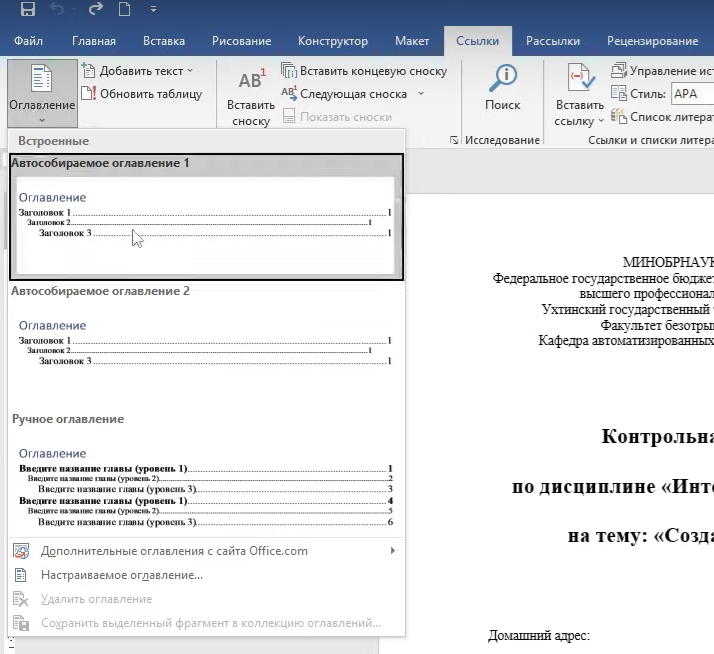 Файл Главная Вставка Рисование Конструктор Макет Ссылки Рассылки Рецензирование
Оглавление
Добавить текст
Обновить таблицу
АВ¹
Вставить сноску
Вставить концевую сноску
Следующая сноска
Показать сноски
Поиск
Исследование
Вставить ссылку
Управление ис
Стиль: APA
Список литера
Ссылки и списки литерат
Встроенные
Автособираемое оглавление 1
Оглавление
Заголовок 1 1
Заголовок 2 1
Заголовок 3 1
Автособираемое оглавление 2
Оглавление
Заголовок 1 1
Заголовок 2 1
Заголовок 3 1
Ручное оглавление
Оглавление
Введите название главы (уровень 1) 1
Введите название главы (уровень 2) 2
Введите название главы (уровень 3) 3
Введите название главы (уровень 1) 4
Введите название главы (уровень 2) 5
Введите название главы (уровень 3) 6
Дополнительные оглавления с сайта Office.com
Настраиваемое оглавление...
Удалить оглавление
Сохранить выделенный фрагмент в коллекцию оглавлений...
МИНОБРНАУК
Федеральное государственное бюджет
высшего профессионал
Ухтинский государственный
Факультет безотры
Кафедра автоматизированных
Контрольна
по дисциплине «Инте
на тему: «Созда
Домашний адрес: